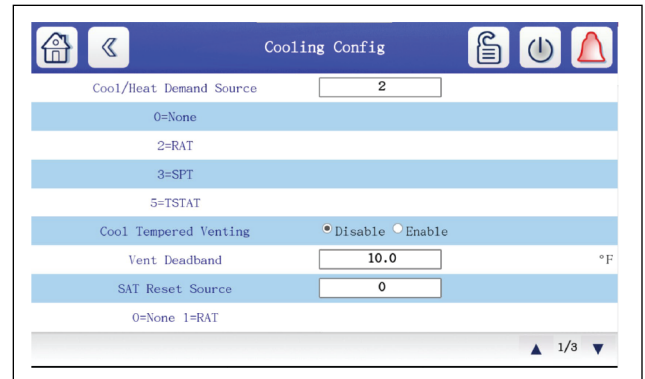 Cooling Config
Cool/Heat Demand Source 2
0=None
2=RAT
3=SPT
5=TSTAT
Cool Tempered Venting Disable Enable
Vent Deadband 10.0 °F
SAT Reset Source 0
0=None 1=RAT
1/3